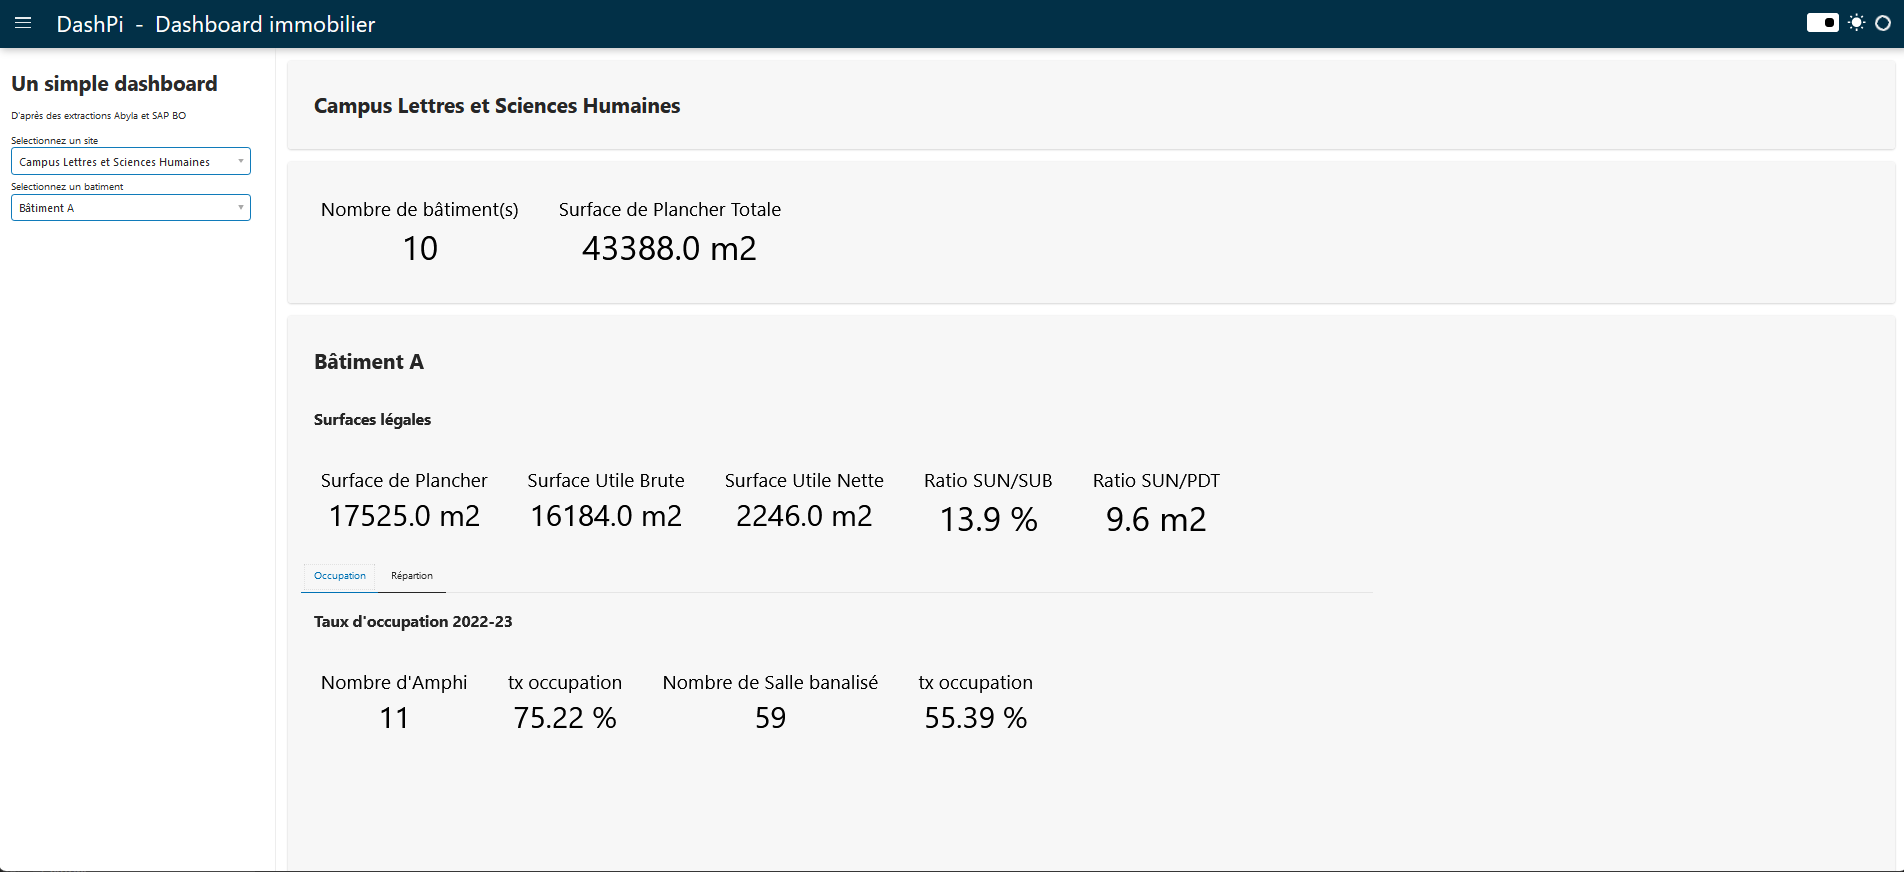 DashPi - Dashboard immobilier
Un simple dashboard
D'après des extractions Abyla et SAP BO
Selectionnez un site
Campus Lettres et Sciences Humaines
Selectionnez un batiment
Bâtiment A
Campus Lettres et Sciences Humaines
Nombre de bâtiment(s) Surface de Plancher Totale
10 43388.0 m2
Bâtiment A
Surfaces légales
Surface de Plancher Surface Utile Brute Surface Utile Nette Ratio SUN/SUB Ratio SUN/PDT
17525.0 m2 16184.0 m2 2246.0 m2 13.9 % 9.6 m2
Occupation Répartion
Taux d'occupation 2022-23
Nombre d'Amphi tx occupation Nombre de Salle banalisé tx occupation
11 75.22 % 59 55.39 %